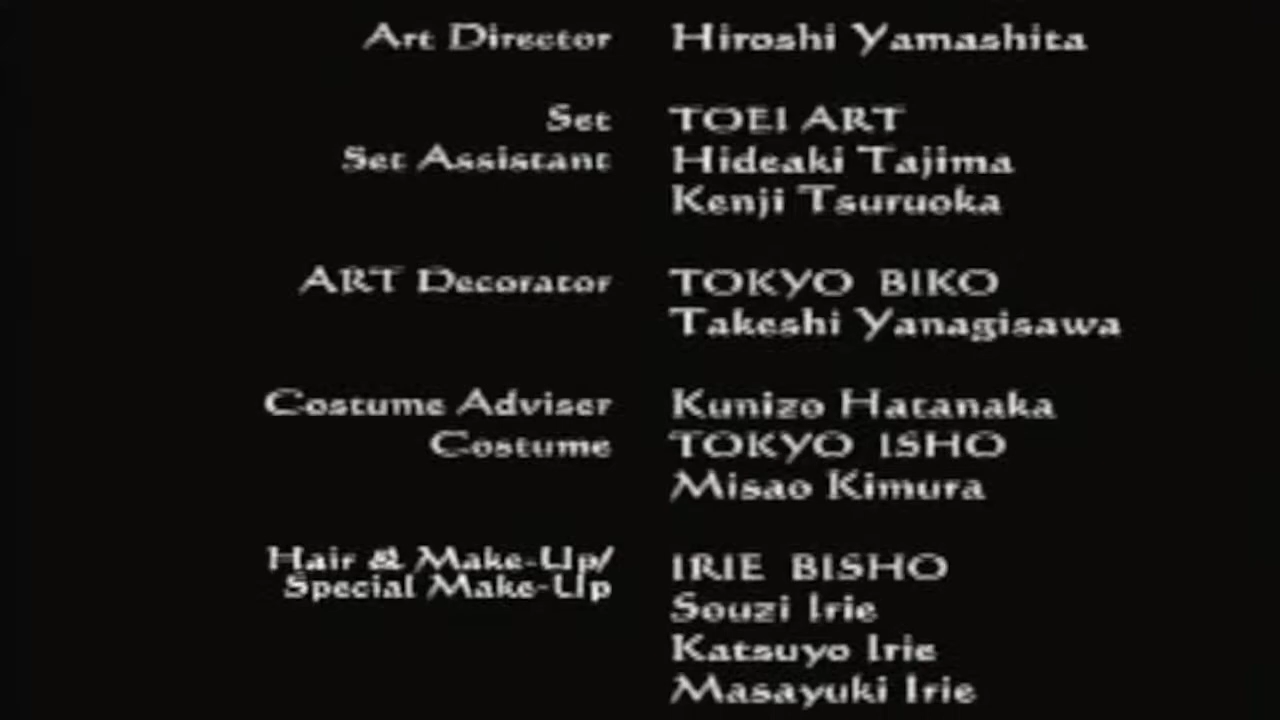 Art Director Hiroshi Yamashita
Set TOEI ART
Set Assistant Hideaki Tajima
Kenji Tsuruoka
ART Decorator TOKYO BIKO
Takeshi Yanagisawa
Costume Adviser Kunizo Hatanaka
Costume TOKYO ISHO
Misao Kimura
Hair & Make-Up/
Special Make-Up IRIE BISHO
Souzi Irie
Katsuyo Irie
Masayuki Irie